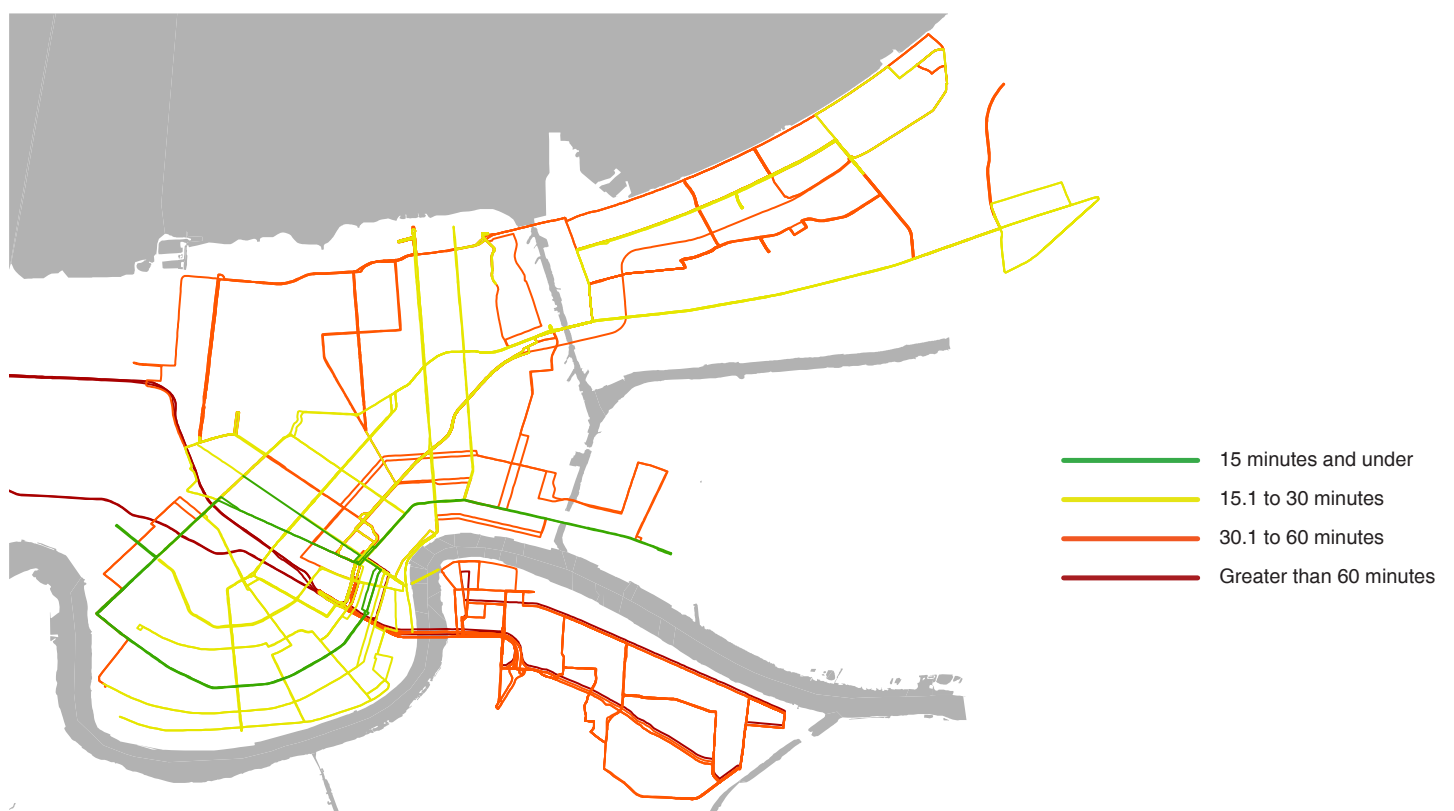 15 minutes and under
15.1 to 30 minutes
30.1 to 60 minutes
Greater than 60 minutes